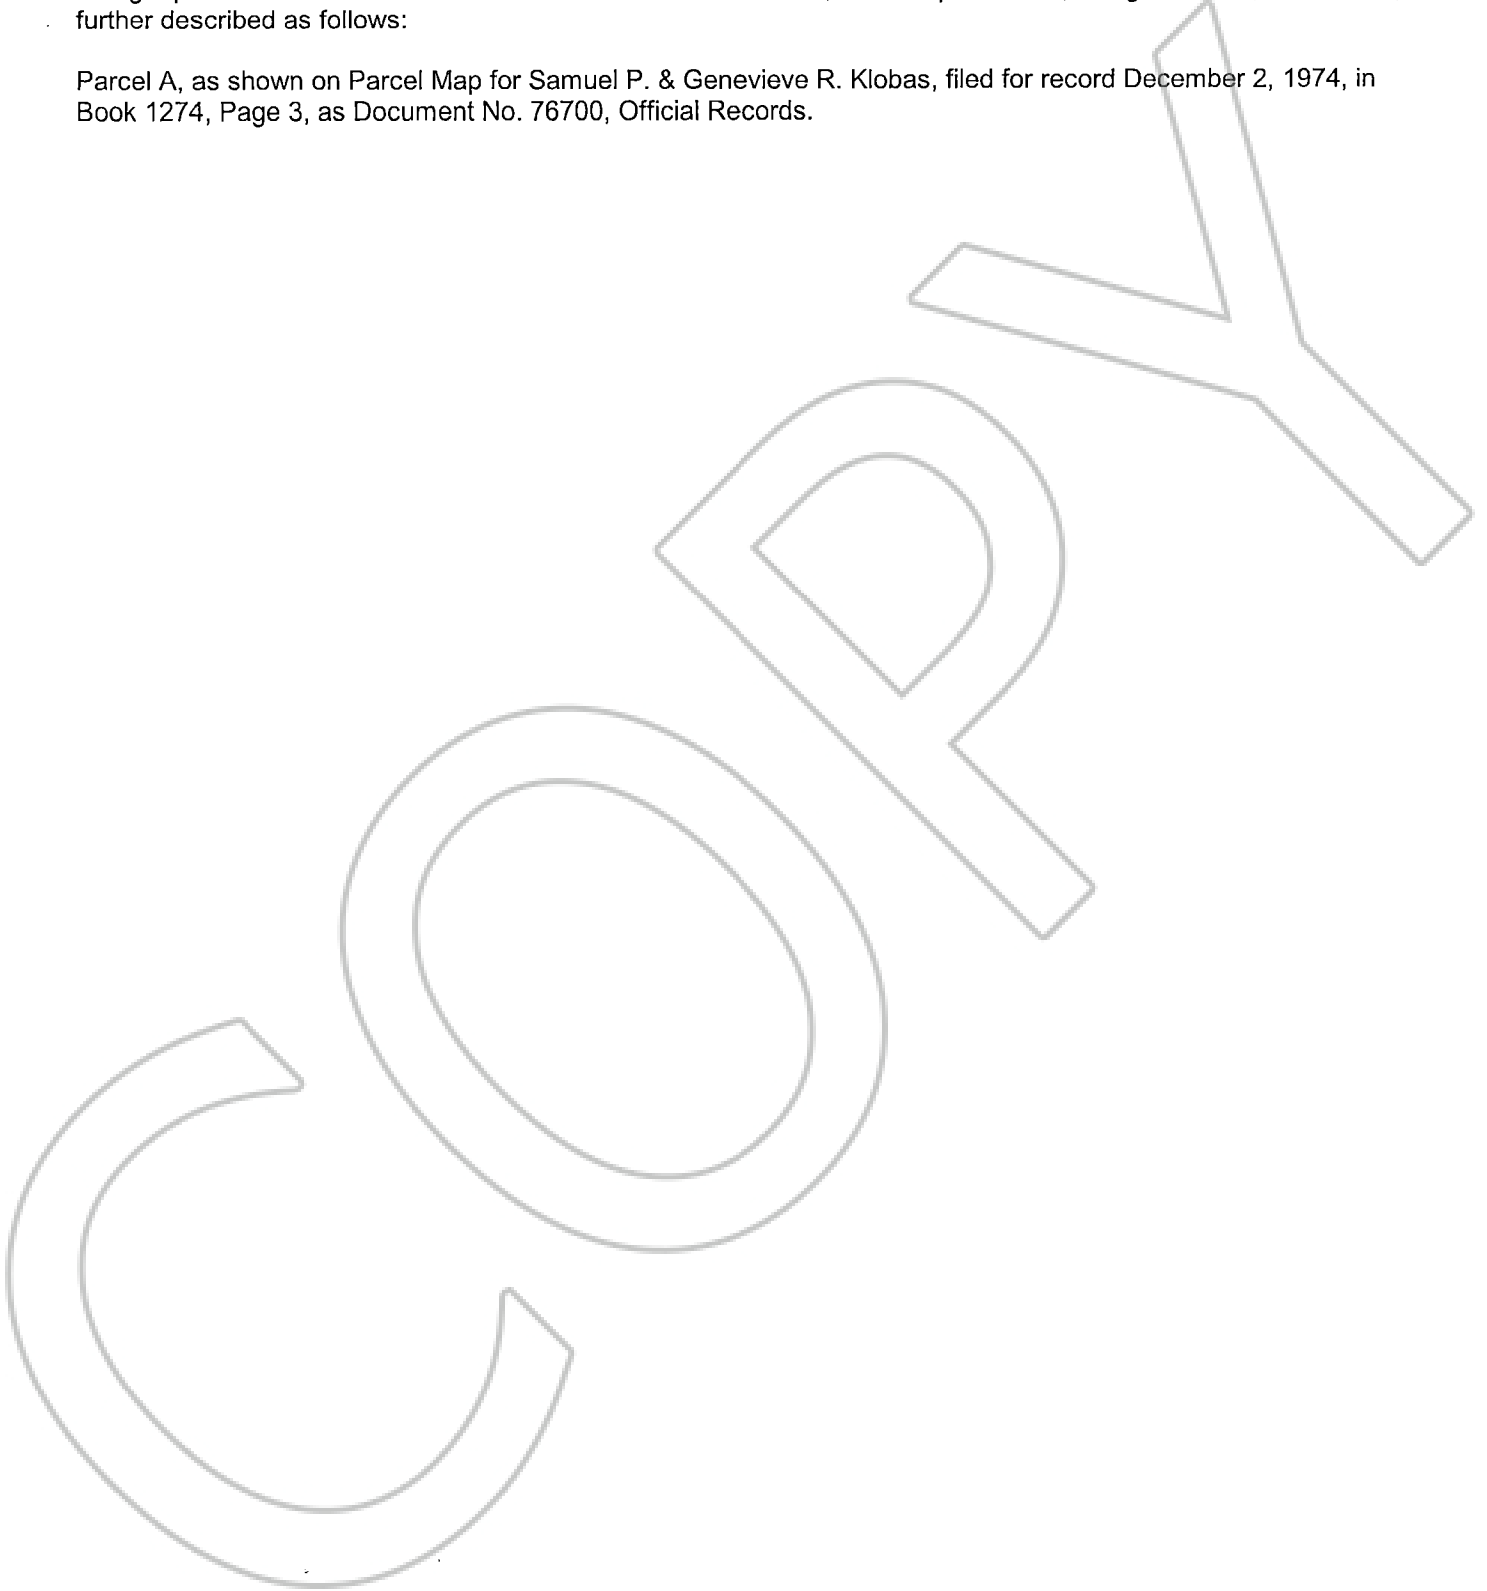 further described as follows:
Parcel A, as shown on Parcel Map for Samuel P. & Genevieve R. Klobas, filed for record December 2, 1974, in
Book 1274, Page 3, as Document No. 76700, Official Records.
COPY